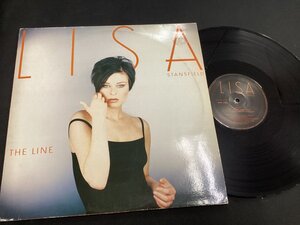 LISA
STANSFIELD
THE LINE
LISA